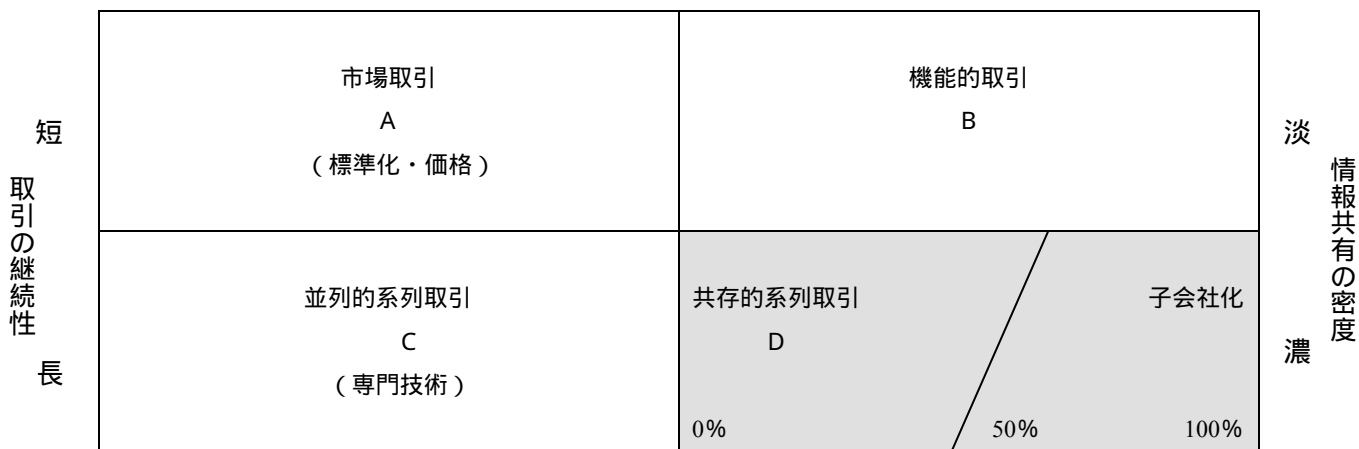 市場取引
A
(標準化・価格)
機能的取引
B
短
取引の継続性
長
淡
情報共有の密度
濃
並列的系列取引
C
(専門技術)
共存的系列取引
D
子会社化
0%
50%
100%